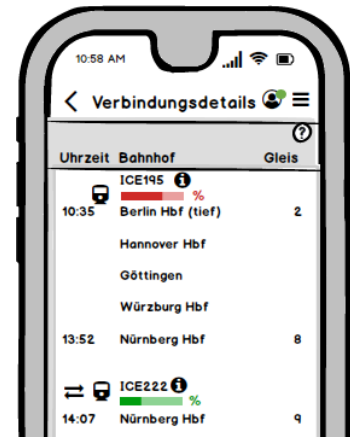 10:58 AM
Verbindungsdetails
?
Uhrzeit Bahnhof Gleis
ICE195 i
%
10:35 Berlin Hbf (tief) 2
Hannover Hbf
Göttingen
Würzburg Hbf
13:52 Nürnberg Hbf 8
ICE222 i
%
14:07 Nürnberg Hbf 9